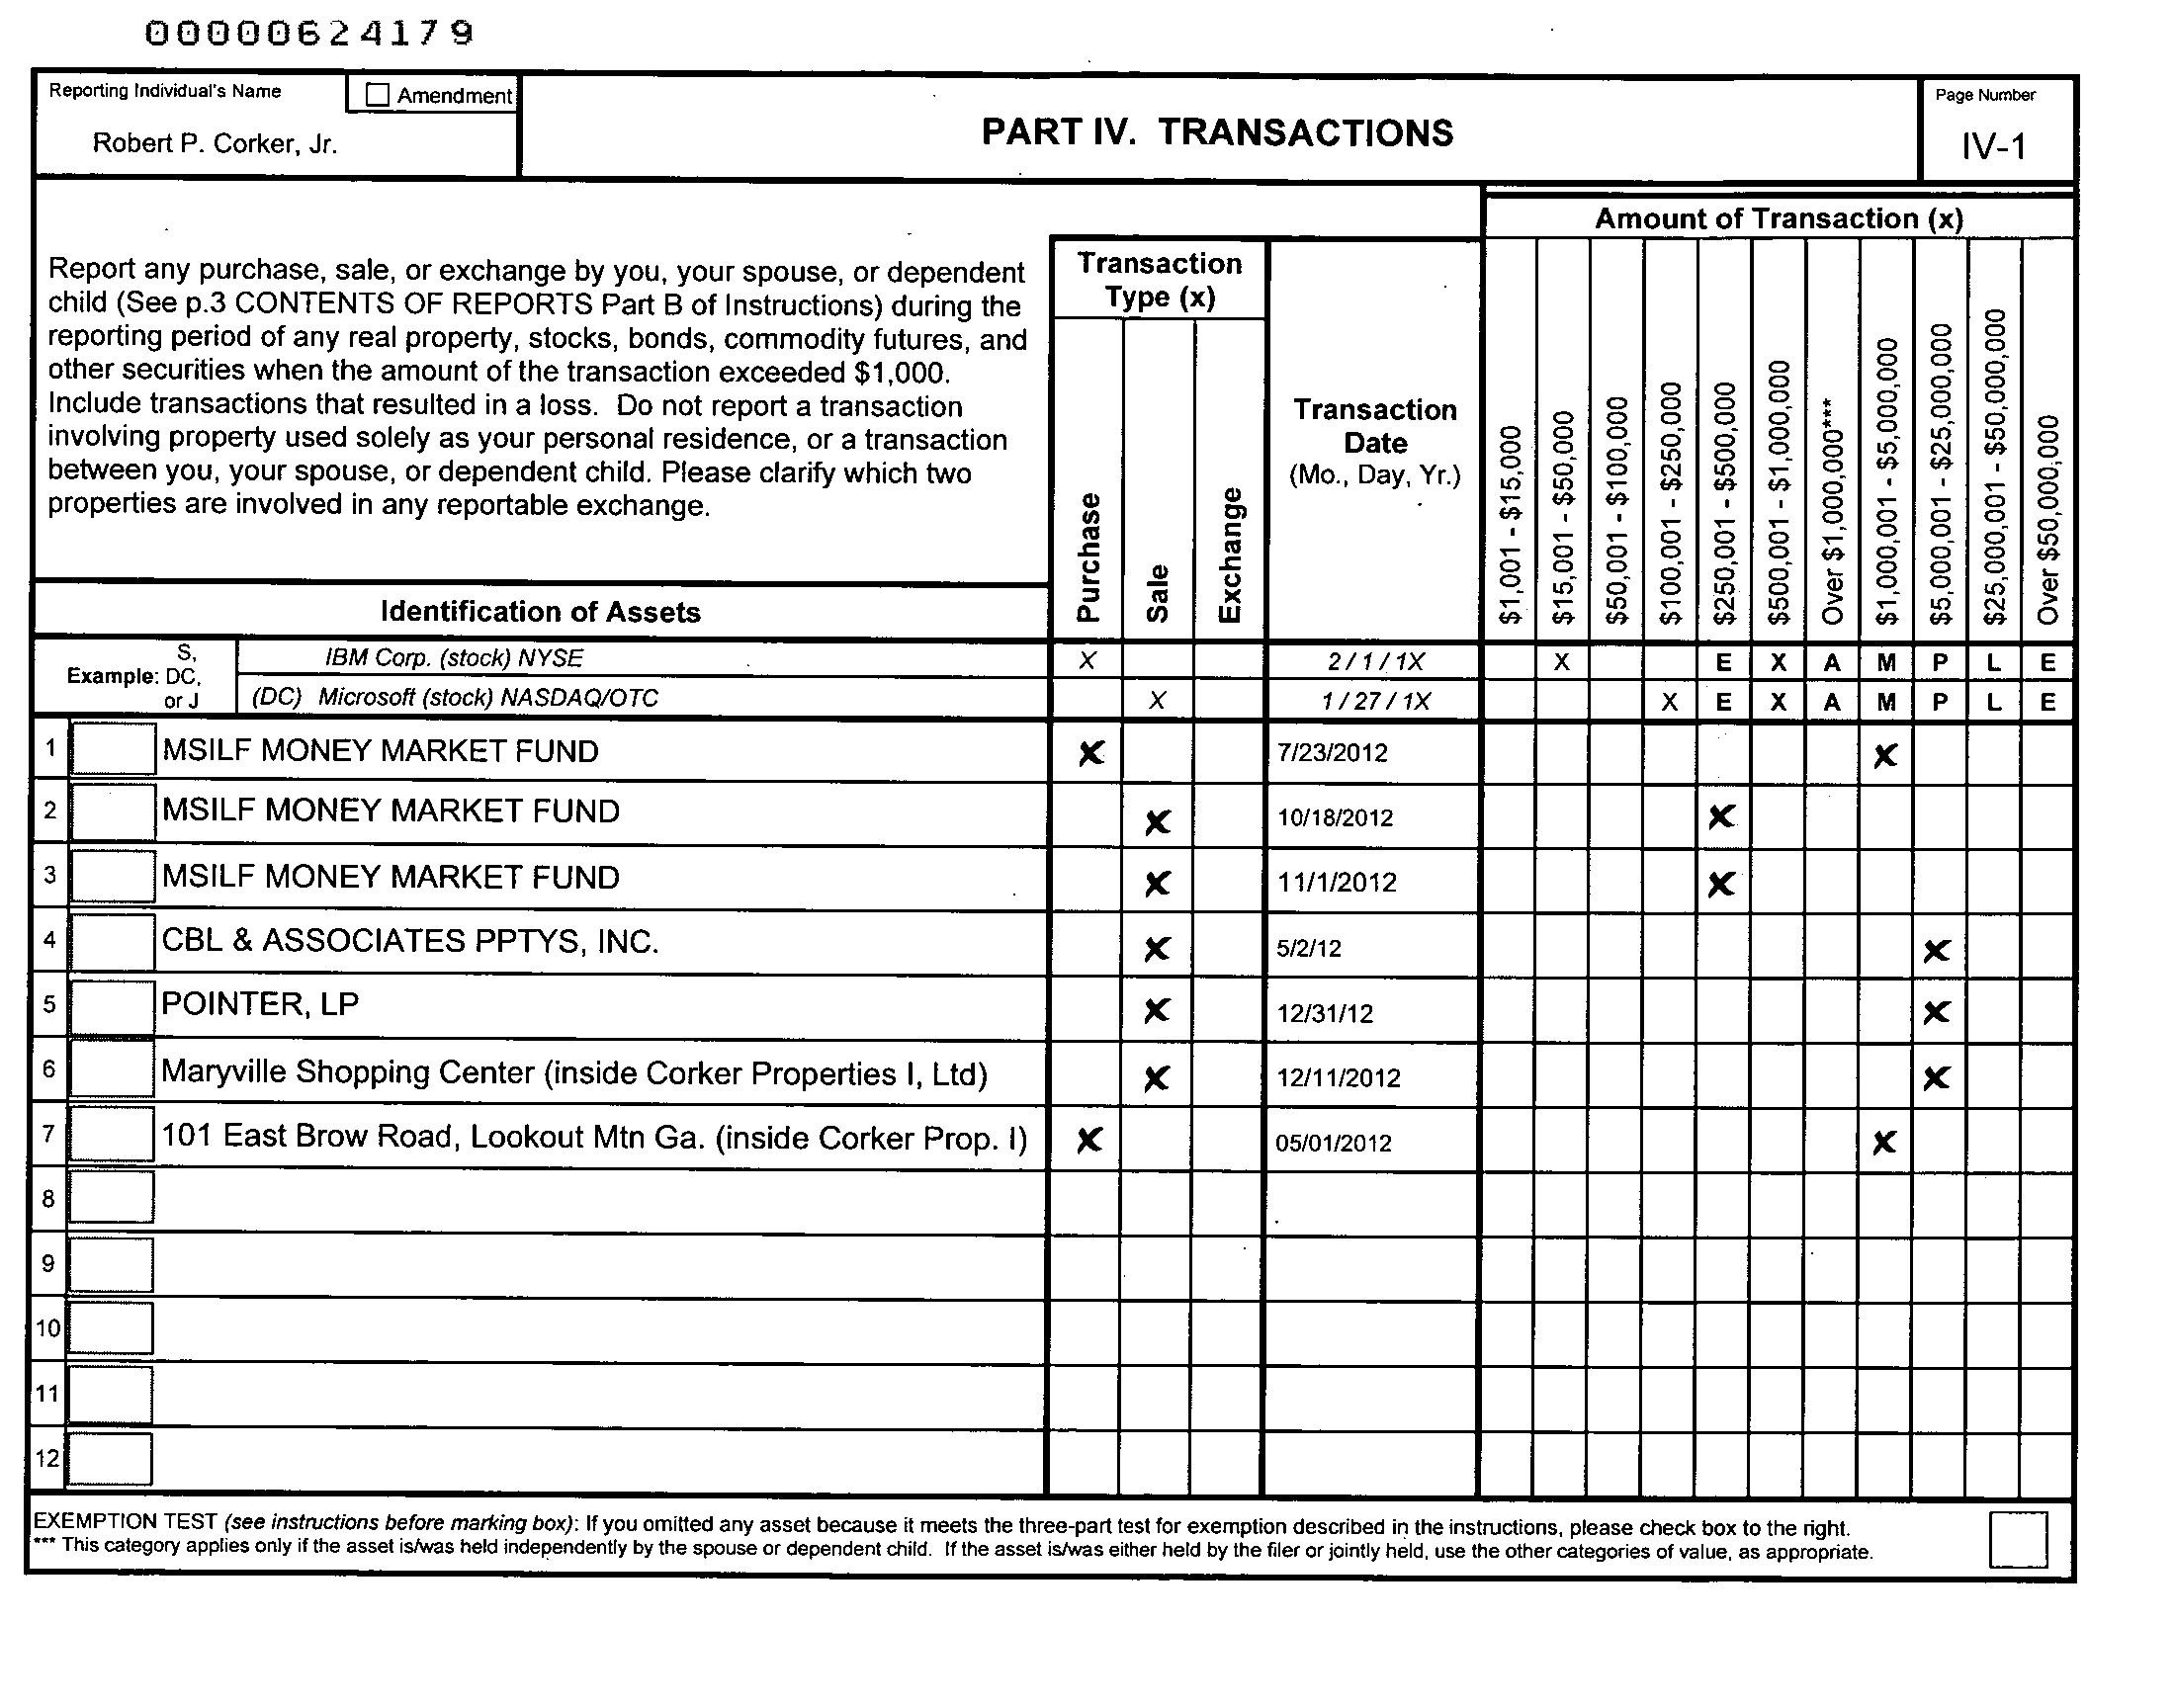 00000624179
Reporting Individual's Name
Amendment
Robert P. Corker, Jr.
PART IV. TRANSACTIONS
Page Number
IV-1
Amount of Transaction (x)
Report any purchase, sale, or exchange by you, your spouse, or dependent
child (See p.3 CONTENTS OF REPORTS Part B of Instructions) during the
reporting period of any real property, stocks, bonds, commodity futures, and
other securities when the amount of the transaction exceeded $1,000.
Include transactions that resulted in a loss. Do not report a transaction
involving property used solely as your personal residence, or a transaction
between you, your spouse, or dependent child. Please clarify which two
properties are involved in any reportable exchange.
Transaction
Type (x)
Purchase
Sale
Exchange
Transaction
Date
(Mo., Day, Yr.)
$1,001 - $15,000
$15,001 - $50,000
$50,001 - $100,000
$100,001 - $250,000
$250,001 - $500,000
$500,001 - $1,000,000
Over $1,000,000***
$1,000,001 - $5,000,000
$5,000,001 - $25,000,000
$25,000,001 - $50,000,000
Over $50,000,000
Identification of Assets
Example: S, DC, or J
IBM Corp. (stock) NYSE X 2 / 1 / 1X X E X A M P L E
(DC) Microsoft (stock) NASDAQ/OTC X 1 / 27 / 1X X E X A M P L E
1 MSILF MONEY MARKET FUND X 7/23/2012 X
2 MSILF MONEY MARKET FUND X 10/18/2012 X
3 MSILF MONEY MARKET FUND X 11/1/2012 X
4 CBL & ASSOCIATES PPTYS, INC. X 5/2/12 X
5 POINTER, LP X 12/31/12 X
6 Maryville Shopping Center (inside Corker Properties I, Ltd) X 12/11/2012 X
7 101 East Brow Road, Lookout Mtn Ga. (inside Corker Prop. I) X 05/01/2012 X
8
9
10
11
12
EXEMPTION TEST (see instructions before marking box): If you omitted any asset because it meets the three-part test for exemption described in the instructions, please check box to the right.
*** This category applies only if the asset is/was held independently by the spouse or dependent child. If the asset is/was either held by the filer or jointly held, use the other categories of value, as appropriate.